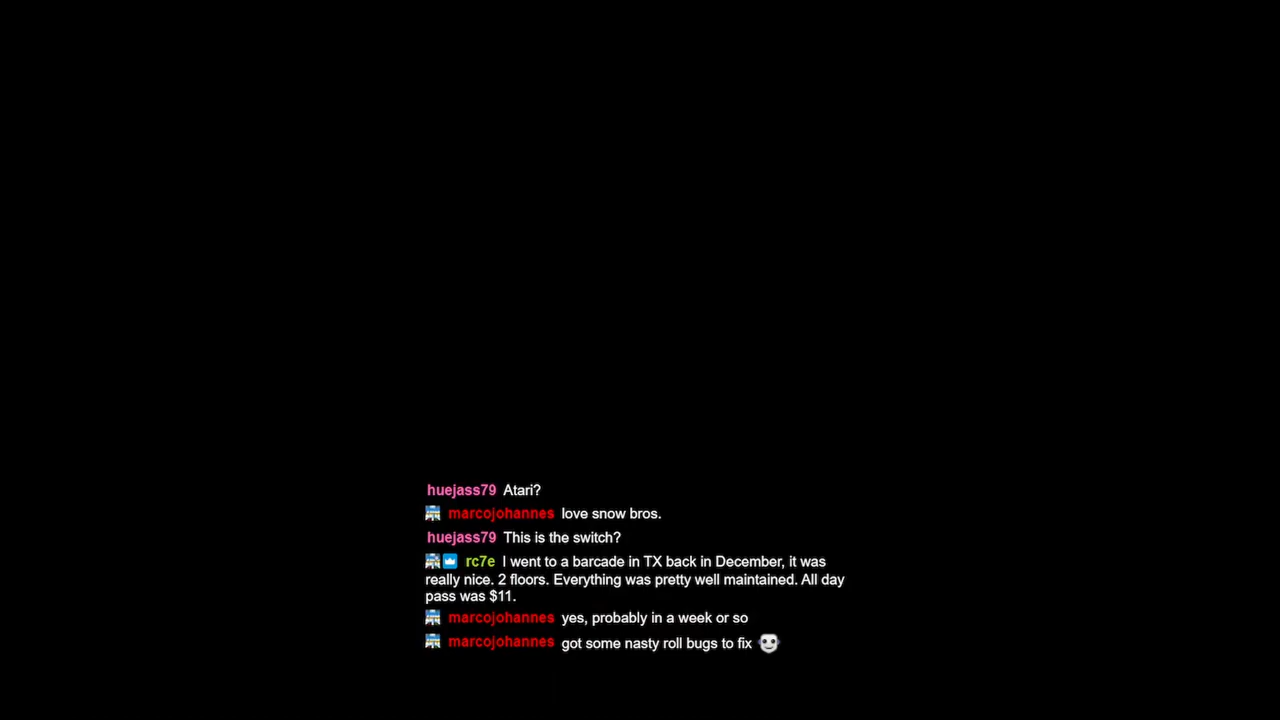 huejass79 Atari?
marcojohannes love snow bros.
huejass79 This is the switch?
rc7e I went to a barcade in TX back in December, it was
really nice. 2 floors. Everything was pretty well maintained. All day
pass was $11.
marcojohannes yes, probably in a week or so
marcojohannes got some nasty roll bugs to fix